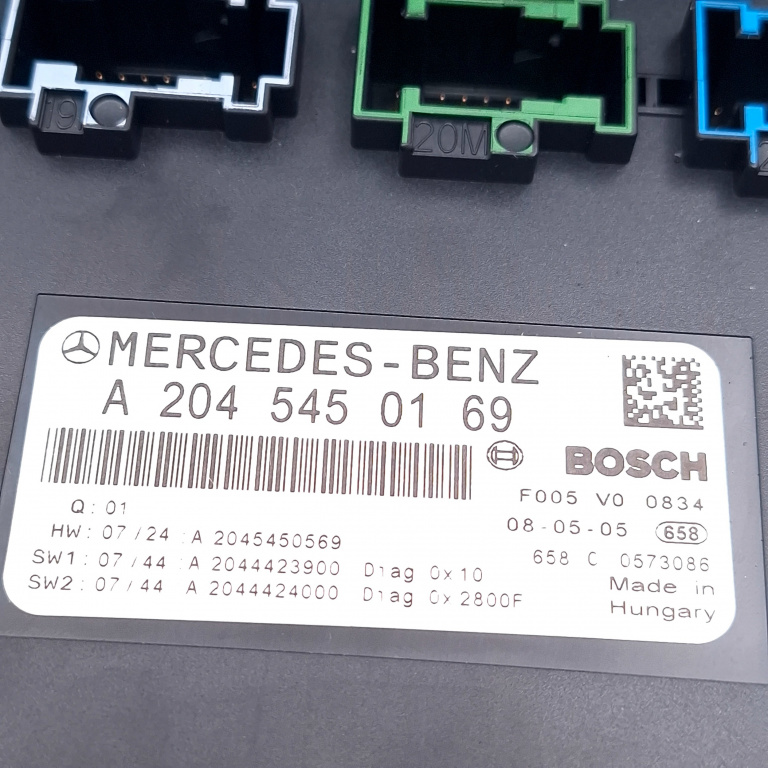 19
20M
MERCEDES-BENZ
A 204 545 01 69
BOSCH
F005 V0 0834
Q: 01
08-05-05 658
HW: 07/24 :A 2045450569
658 C 0573086
SW1: 07/44 :A 2044423900 Diag 0x10
Made in
SW2: 07/44 A 2044424000 Diag 0x2800F
Hungary